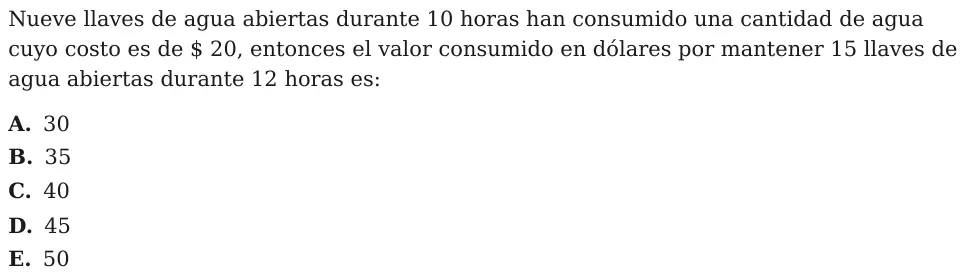 Nueve llaves de agua abiertas durante 10 horas han consumido una cantidad de agua
cuyo costo es de $ 20, entonces el valor consumido en dólares por mantener 15 llaves de
agua abiertas durante 12 horas es:
A. 30
B. 35
C. 40
D. 45
E. 50